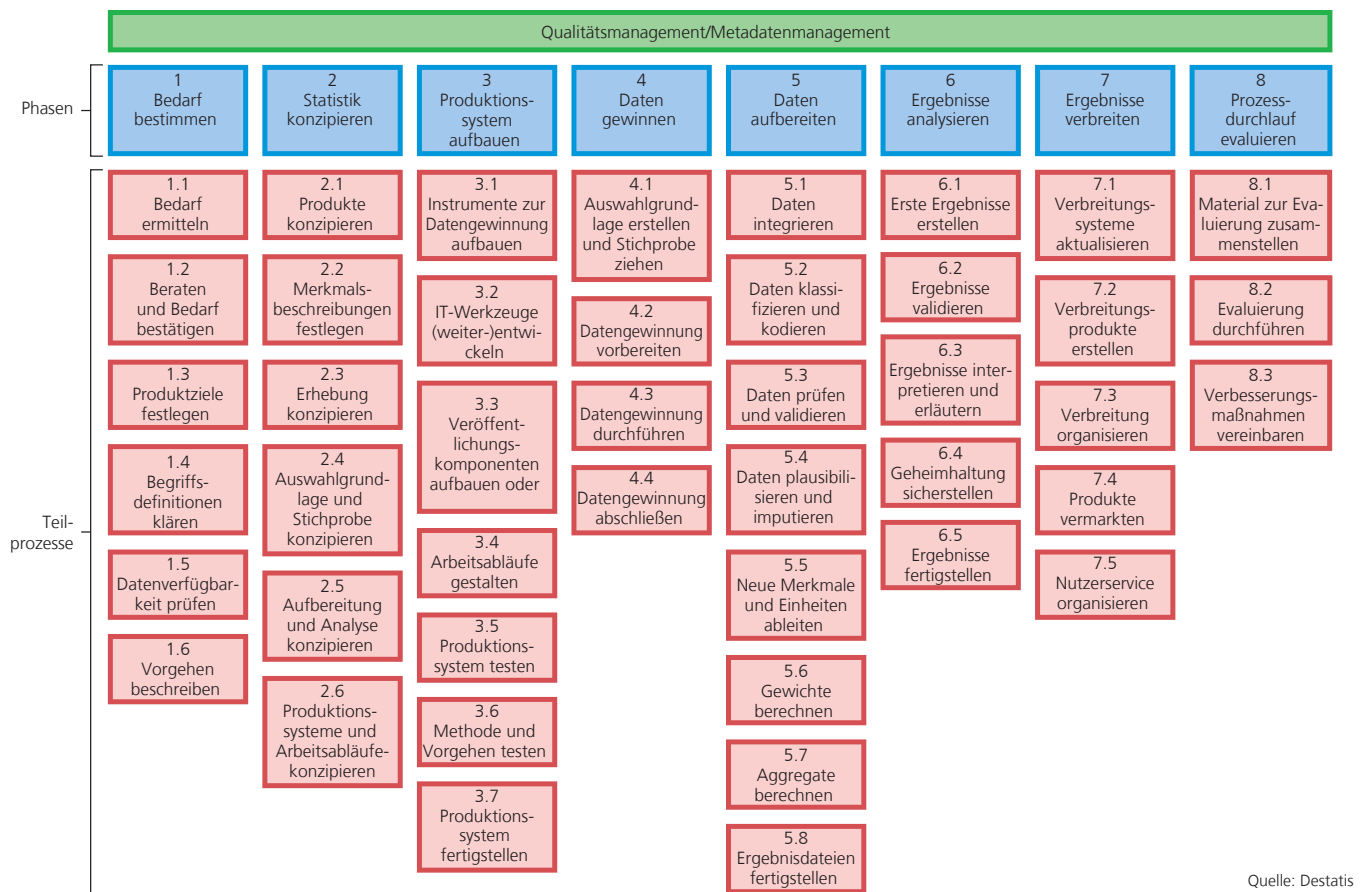 Qualitätsmanagement/Metadatenmanagement
Phasen
1
Bedarf
bestimmen
2
Statistik
konzipieren
3
Produktions-
system
aufbauen
4
Daten
gewinnen
5
Daten
aufbereiten
6
Ergebnisse
analysieren
7
Ergebnisse
verbreiten
8
Prozess-
durchlauf
evaluieren
Teil-
prozesse
1.1
Bedarf
ermitteln
1.2
Beraten
und Bedarf
bestätigen
1.3
Produktziele
festlegen
1.4
Begriffs-
definitionen
klären
1.5
Datenverfügbar-
keit prüfen
1.6
Vorgehen
beschreiben
2.1
Produkte
konzipieren
2.2
Merkmals-
beschreibungen
festlegen
2.3
Erhebung
konzipieren
2.4
Auswahlgrund-
lage und
Stichprobe
konzipieren
2.5
Aufbereitung
und Analyse
konzipieren
2.6
Produktions-
systeme und
Arbeitsabläufe-
konzipieren
3.1
Instrumente zur
Datengewinnung
aufbauen
3.2
IT-Werkzeuge
(weiter-)entwi-
ckeln
3.3
Veröffent-
lichungs-
komponenten
aufbauen oder
3.4
Arbeitsabläufe
gestalten
3.5
Produktions-
system testen
3.6
Methode und
Vorgehen testen
3.7
Produktions-
system
fertigstellen
4.1
Auswahlgrund-
lage erstellen
und Stichprobe
ziehen
4.2
Datengewinnung
vorbereiten
4.3
Datengewinnung
durchführen
4.4
Datengewinnung
abschließen
5.1
Daten
integrieren
5.2
Daten klassifi-
zieren und
kodieren
5.3
Daten prüfen
und validieren
5.4
Daten plausibili-
sieren und
imputieren
5.5
Neue Merkmale
und Einheiten
ableiten
5.6
Gewichte
berechnen
5.7
Aggregate
berechnen
5.8
Ergebnisdateien
fertigstellen
6.1
Erste Ergebnisse
erstellen
6.2
Ergebnisse
validieren
6.3
Ergebnisse inter-
pretieren und
erläutern
6.4
Geheimhaltung
sicherstellen
6.5
Ergebnisse
fertigstellen
7.1
Verbreitungs-
systeme
aktualisieren
7.2
Verbreitungs-
produkte
erstellen
7.3
Verbreitung
organisieren
7.4
Produkte
vermarkten
7.5
Nutzerservice
organisieren
8.1
Material zur Eva-
luierung zusam-
menstellen
8.2
Evaluierung
durchführen
8.3
Verbesserungs-
maßnahmen
vereinbaren
Quelle: Destatis